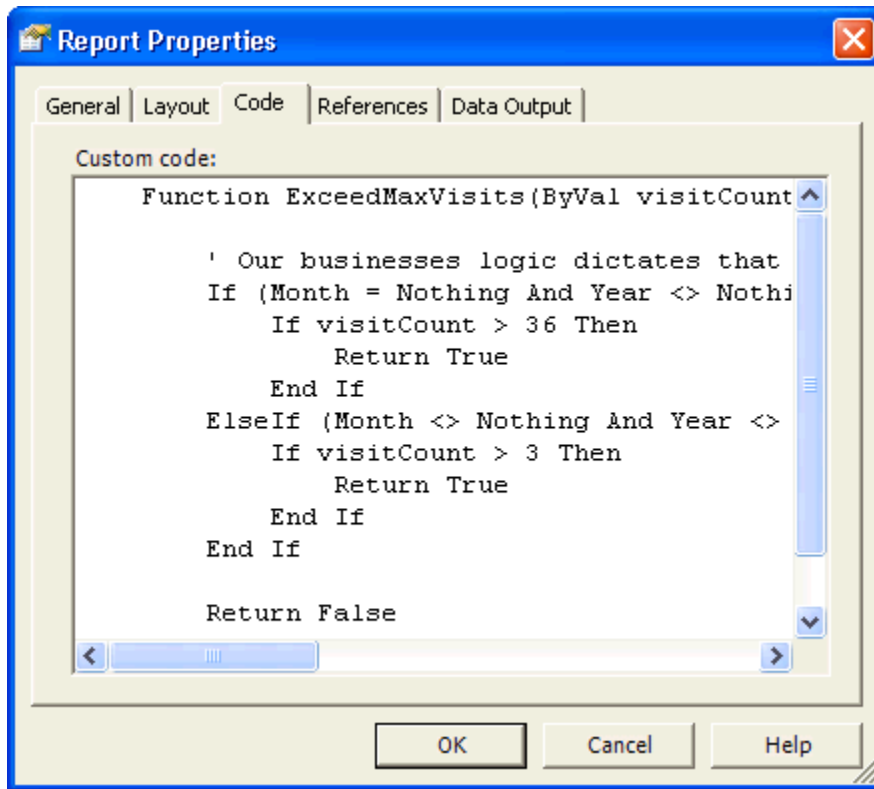 Report Properties
General Layout Code References Data Output
Custom code:
Function ExceedMaxVisits(ByVal visitCount
' Our businesses logic dictates that
If (Month = Nothing And Year <> Nothi
If visitCount > 36 Then
Return True
End If
ElseIf (Month <> Nothing And Year <>
If visitCount > 3 Then
Return True
End If
End If
Return False
OK Cancel Help